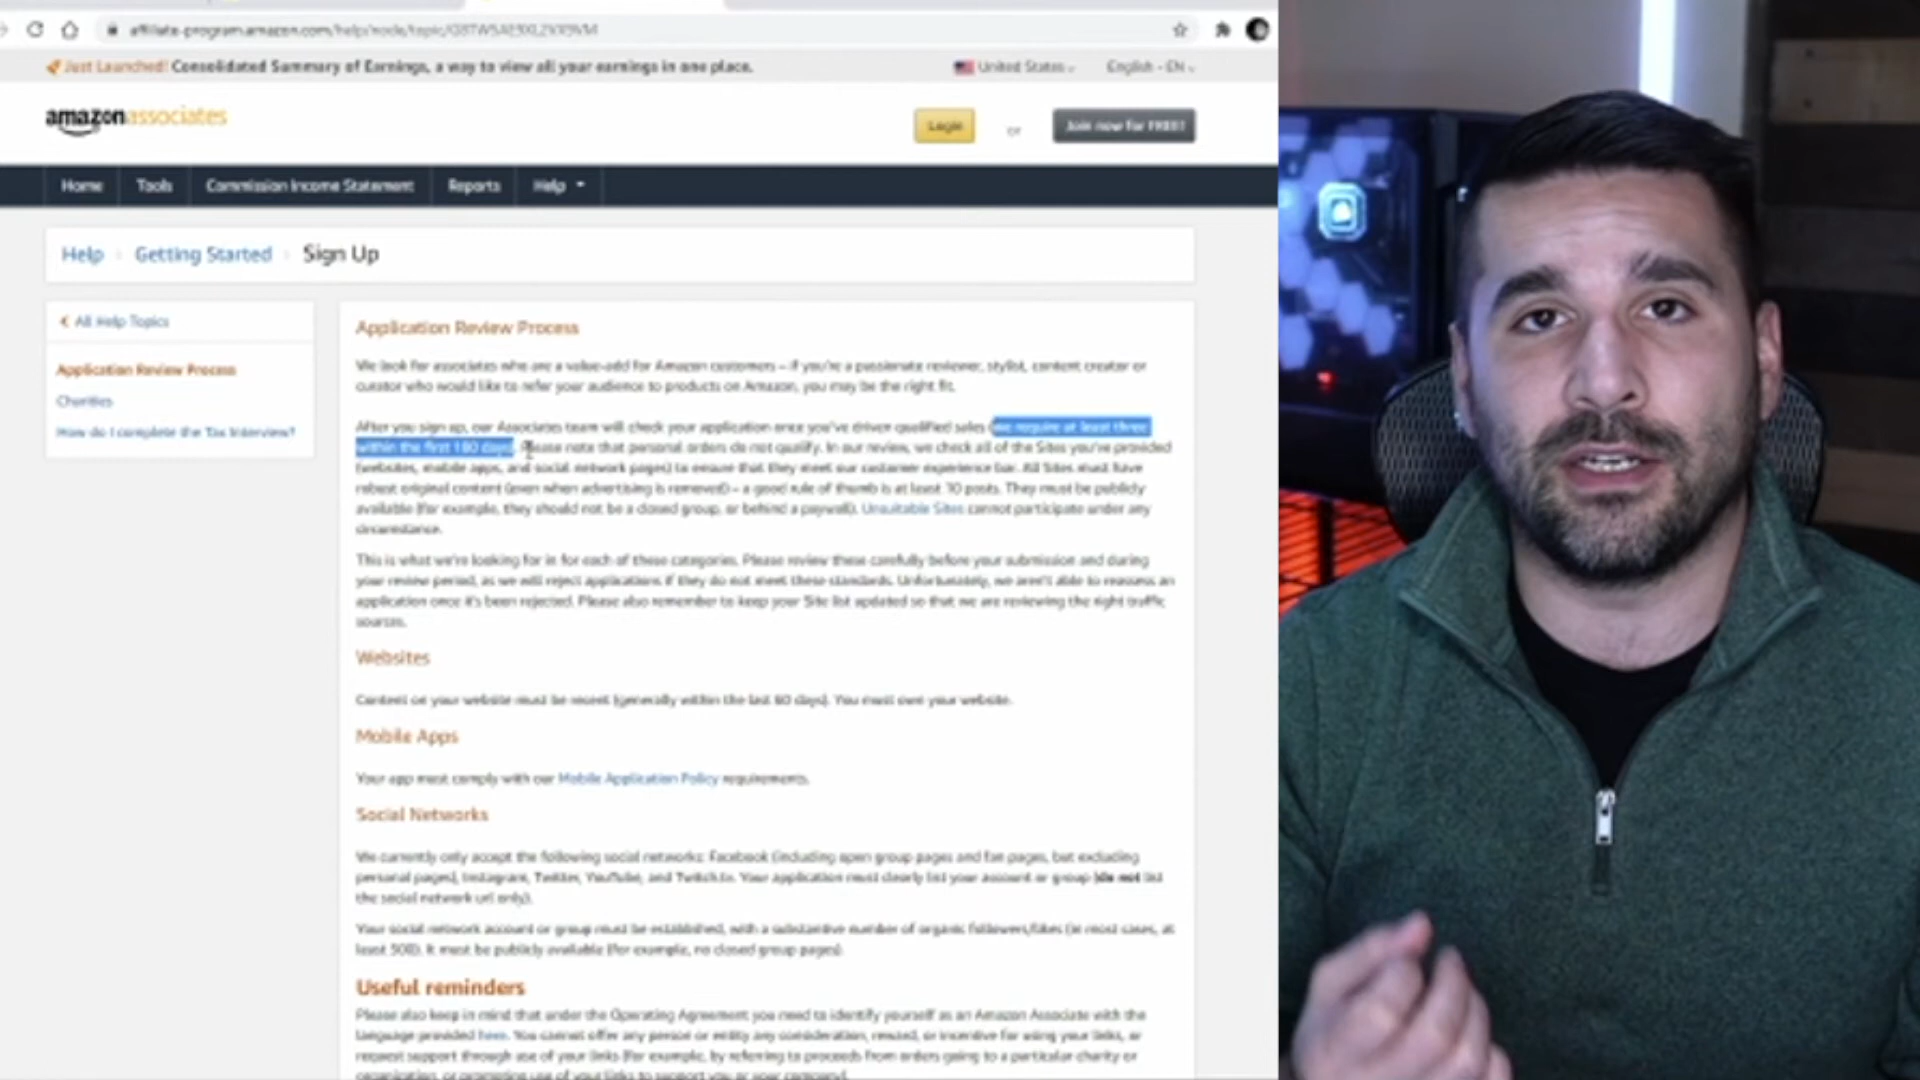 affiliate-program.amazon.com/help/node/topic/
Just Launched! Consolidated Summary of Earnings, a way to view all your earnings in one place.
United States
English - EN
amazonassociates
Login
or
Join now for FREE!
Home
Tools
Commission Income Statement
Reports
Help
Help
Getting Started
Sign Up
All Help Topics
Application Review Process
Charities
How do I complete the Tax Interview?
Application Review Process
We look for associates who are a value-add for Amazon customers – if you're a passionate reviewer, stylist, content creator or
curator who would like to refer your audience to products on Amazon, you may be the right fit.
After you sign up, our Associates team will check your application once you've driven qualified sales (we require at least three
within the first 180 days). Please note that personal orders do not qualify. In our review, we check all of the Sites you've provided
(websites, mobile apps, and social network pages) to ensure that they meet our customer experience bar. All Sites must have
robust original content (even when advertising is removed) – a good rule of thumb is at least 10 posts. They must be publicly
available (for example, they should not be a closed group, or behind a paywall). Unsuitable Sites cannot participate under any
circumstance.
This is what we're looking for in for each of these categories. Please review these carefully before your submission and during
your review period, as we will reject applications if they do not meet these standards. Unfortunately, we aren't able to reassess an
application once it's been rejected. Please also remember to keep your Site list updated so that we are reviewing the right traffic
sources.
Websites
Content on your website must be recent (generally within the last 60 days). You must own your website.
Mobile Apps
Your app must comply with our Mobile Application Policy requirements.
Social Networks
We currently only accept the following social networks: Facebook (including open group pages and fan pages, but excluding
personal pages), Instagram, Twitter, YouTube, and Twitch.tv. Your application must clearly list your account or group (do not list
the social network url only).
Your social network account or group must be established, with a substantive number of organic followers/likes (in most cases, at
least 500). It must be publicly available (for example, no closed group pages).
Useful reminders
Please also keep in mind that under the Operating Agreement you need to identify yourself as an Amazon Associate with the
language provided here. You cannot offer any person or entity any consideration, reward, or incentive for using your links, or
request support through use of your links (for example, by referring to proceeds from orders going to a particular charity or
organization, or promoting use of your links to support you or your company).